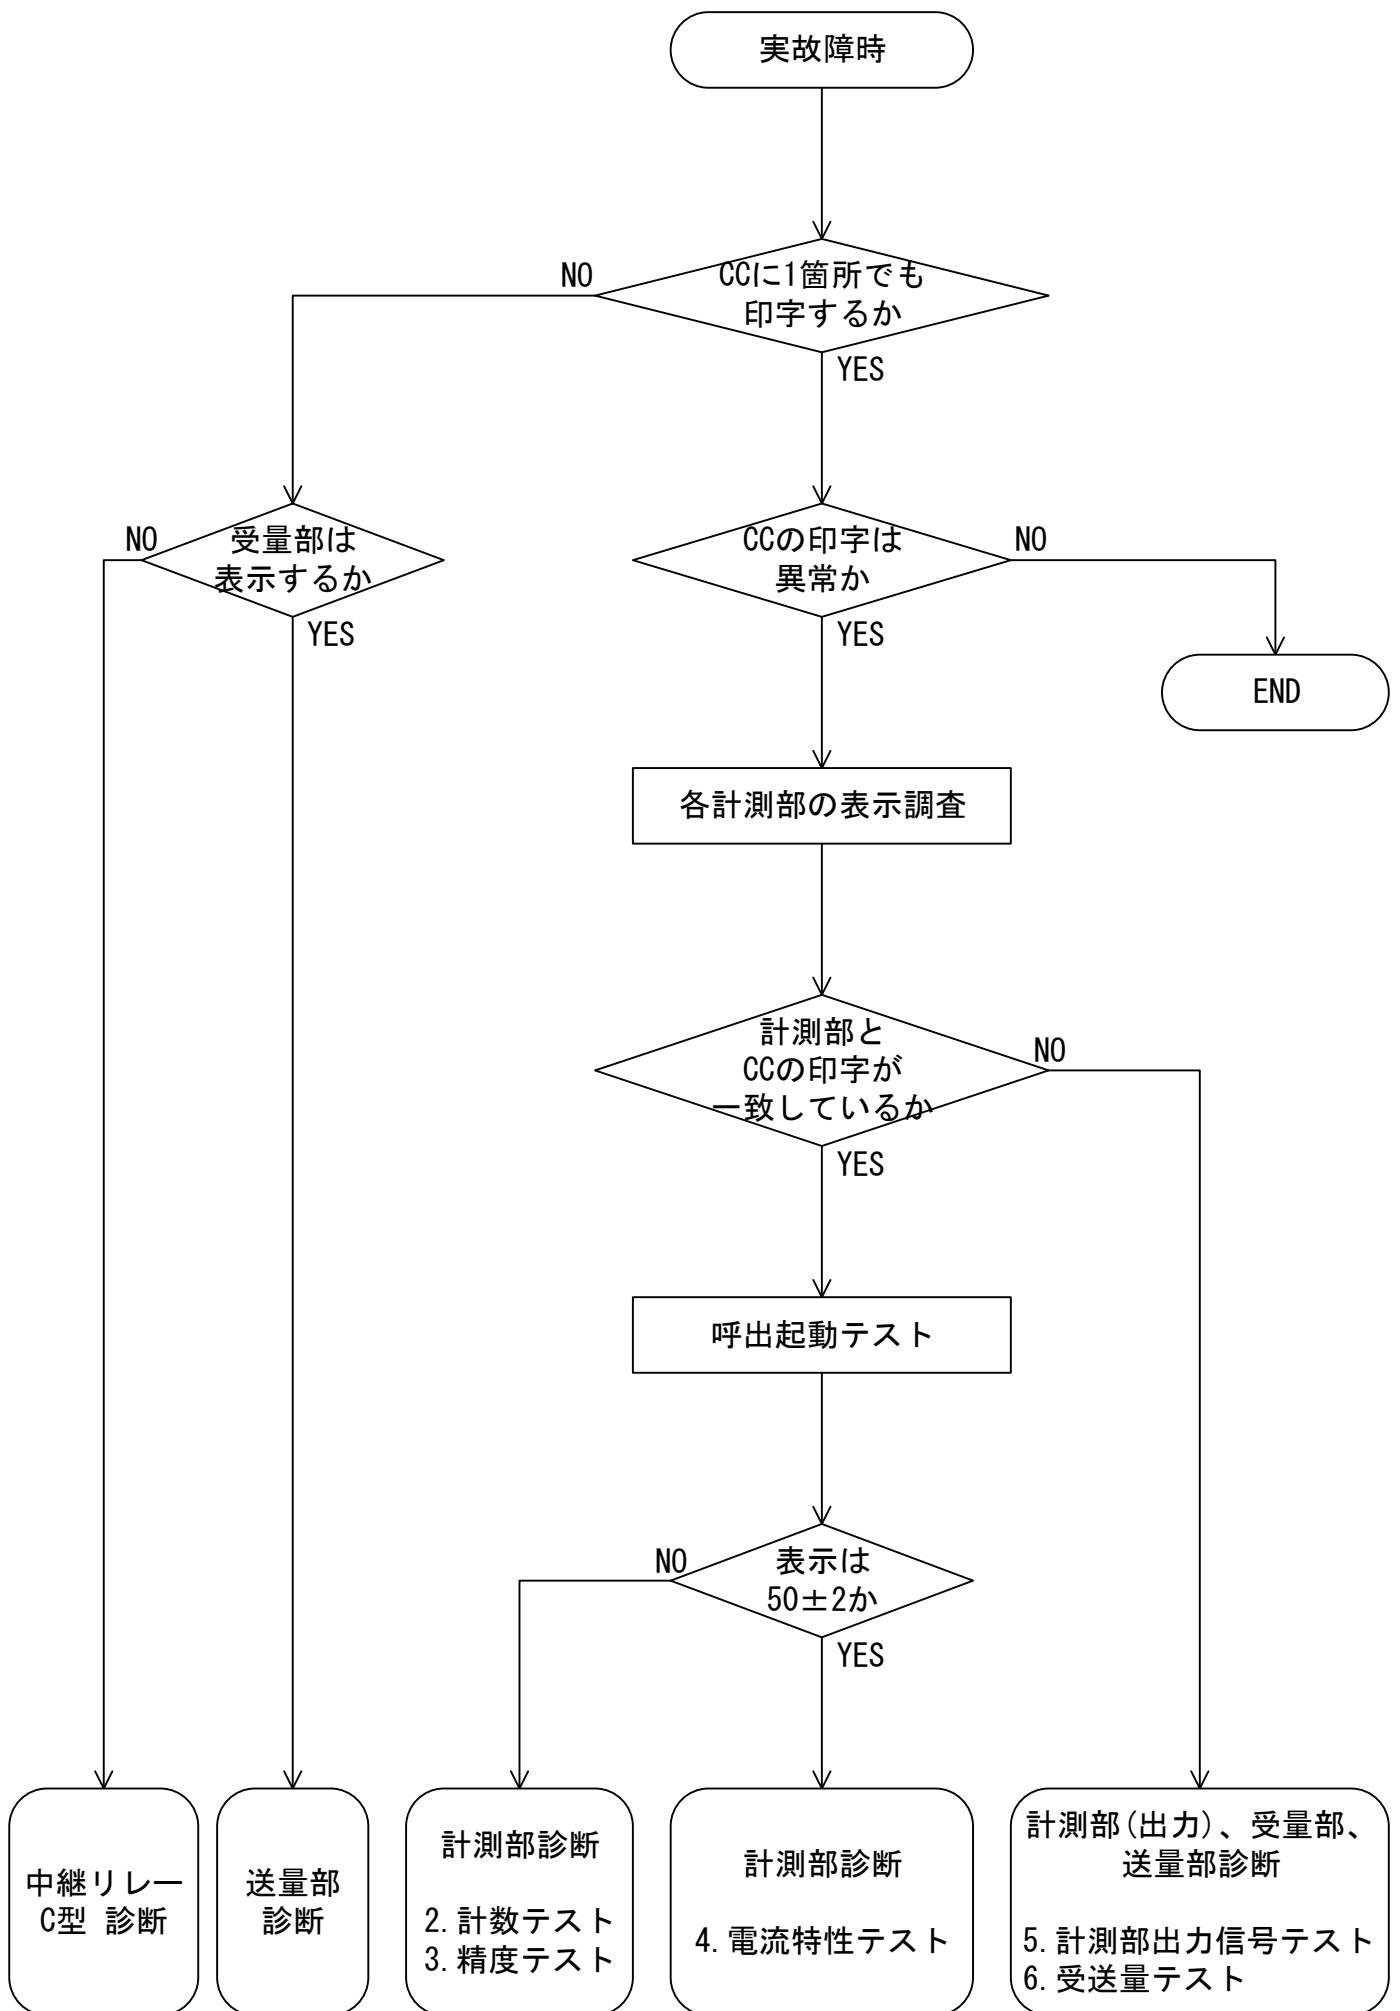 実故障時
CCに1箇所でも
印字するか
NO
YES
受量部は
表示するか
NO
YES
CCの印字は
異常か
NO
YES
END
各計測部の表示調査
計測部と
CCの印字が
一致しているか
NO
YES
呼出起動テスト
表示は
50±2か
NO
YES
中継リレー
C型 診断
送量部
診断
計測部診断
2.計数テスト
3.精度テスト
計測部診断
4.電流特性テスト
計測部(出力)、受量部、
送量部診断
5.計測部出力信号テスト
6.受送量テスト